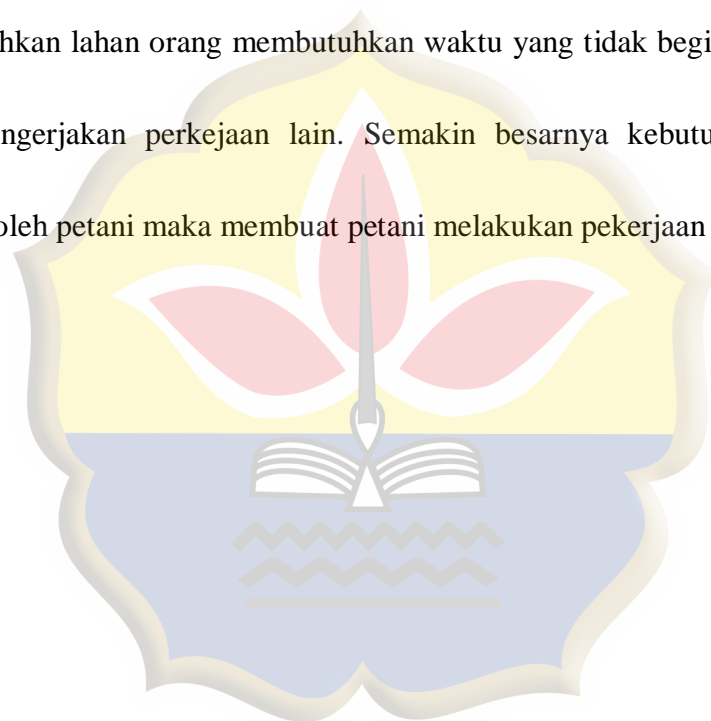 hkan lahan orang membutuhkan waktu yang tidak begi
ngerjakan perkejaan lain. Semakin besarnya kebutu
oleh petani maka membuat petani melakukan pekerjaan